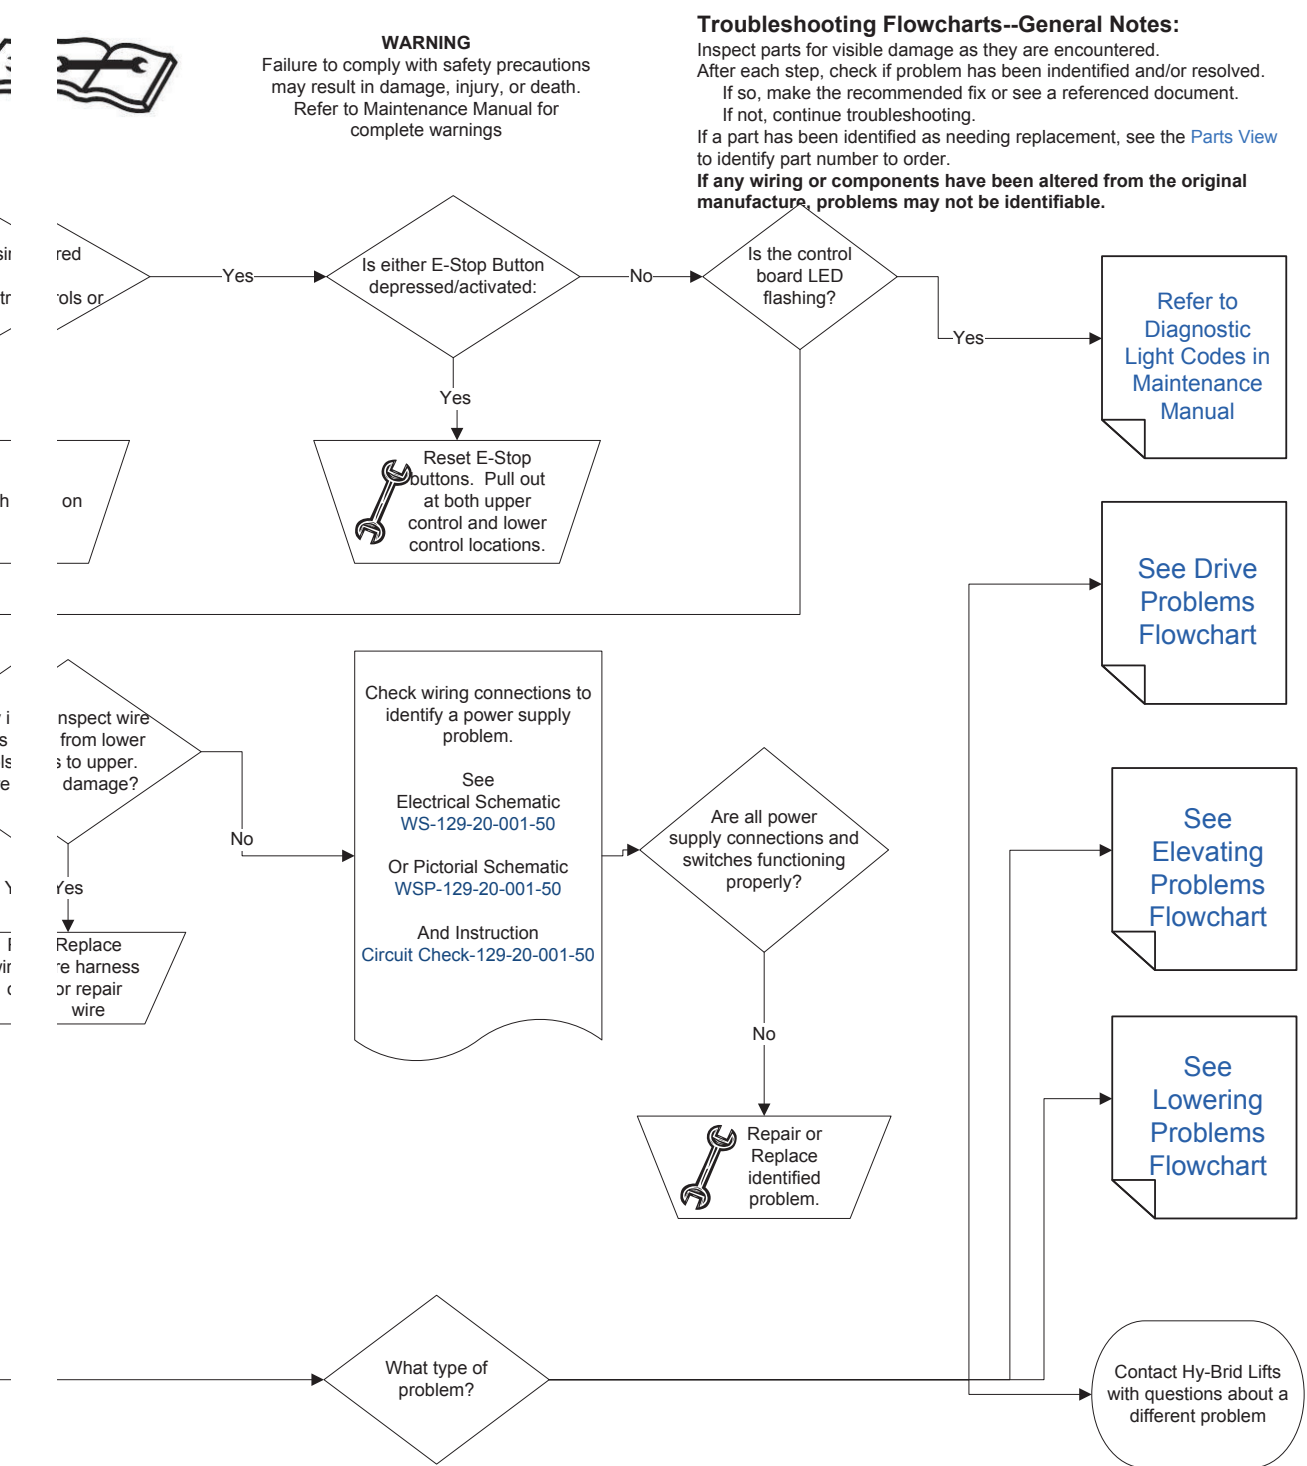 WARNING
Failure to comply with safety precautions
may result in damage, injury, or death.
Refer to Maintenance Manual for
complete warnings
Troubleshooting Flowcharts--General Notes:
Inspect parts for visible damage as they are encountered.
After each step, check if problem has been indentified and/or resolved.
If so, make the recommended fix or see a referenced document.
If not, continue troubleshooting.
If a part has been identified as needing replacement, see the Parts View
to identify part number to order.
If any wiring or components have been altered from the original
manufacture, problems may not be identifiable.
red
rols or
Yes
Is either E-Stop Button
depressed/activated:
No
Is the control
board LED
flashing?
Yes
Refer to
Diagnostic
Light Codes in
Maintenance
Manual
Yes
on
Reset E-Stop
buttons. Pull out
at both upper
control and lower
control locations.
See Drive
Problems
Flowchart
nspect wire
from lower
s to upper.
damage?
No
Yes
Replace
re harness
or repair
wire
Check wiring connections to
identify a power supply
problem.
See
Electrical Schematic
WS-129-20-001-50
Or Pictorial Schematic
WSP-129-20-001-50
And Instruction
Circuit Check-129-20-001-50
Are all power
supply connections and
switches functioning
properly?
No
Repair or
Replace
identified
problem.
See
Elevating
Problems
Flowchart
See
Lowering
Problems
Flowchart
What type of
problem?
Contact Hy-Brid Lifts
with questions about a
different problem